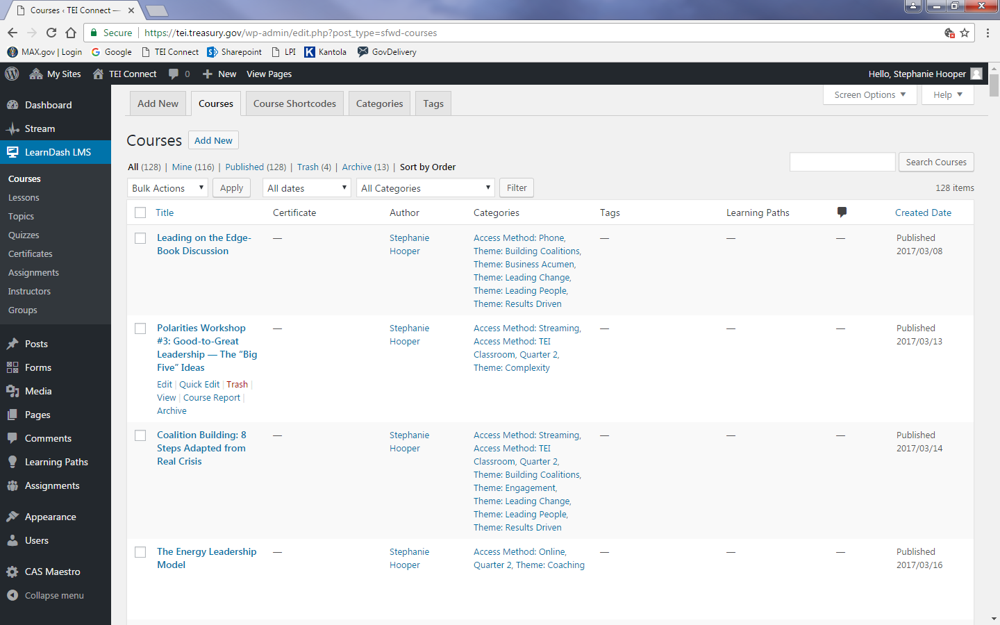 Courses ‹ TEI Connect —
Secure
https://tei.treasury.gov/wp-admin/edit.php?post_type=sfwd-courses
MAX.gov | Login
Google
TEI Connect
Sharepoint
LPI
Kantola
GovDelivery
My Sites
TEI Connect
0
New
View Pages
Hello, Stephanie Hooper
Dashboard
Stream
LearnDash LMS
Courses
Lessons
Topics
Quizzes
Certificates
Assignments
Instructors
Groups
Posts
Forms
Media
Pages
Comments
Learning Paths
Assignments
Appearance
Users
CAS Maestro
Collapse menu
Add New
Courses
Course Shortcodes
Categories
Tags
Screen Options
Help
Courses
Add New
All (128) | Mine (116) | Published (128) | Trash (4) | Archive (13) | Sort by Order
Search Courses
Bulk Actions
Apply
All dates
All Categories
Filter
128 items
Title
Certificate
Author
Categories
Tags
Learning Paths
Created Date
Leading on the Edge-
Book Discussion
—
Stephanie
Hooper
Access Method: Phone,
Theme: Building Coalitions,
Theme: Business Acumen,
Theme: Leading Change,
Theme: Leading People,
Theme: Results Driven
—
—
—
Published
2017/03/08
Polarities Workshop
#3: Good-to-Great
Leadership — The “Big
Five” Ideas
Edit | Quick Edit | Trash |
View | Course Report |
Archive
—
Stephanie
Hooper
Access Method: Streaming,
Access Method: TEI
Classroom, Quarter 2,
Theme: Complexity
—
—
—
Published
2017/03/13
Coalition Building: 8
Steps Adapted from
Real Crisis
—
Stephanie
Hooper
Access Method: Streaming,
Access Method: TEI
Classroom, Quarter 2,
Theme: Building Coalitions,
Theme: Engagement,
Theme: Leading Change,
Theme: Leading People,
Theme: Results Driven
—
—
—
Published
2017/03/14
The Energy Leadership
Model
—
Stephanie
Hooper
Access Method: Online,
Quarter 2, Theme: Coaching
—
—
—
Published
2017/03/16